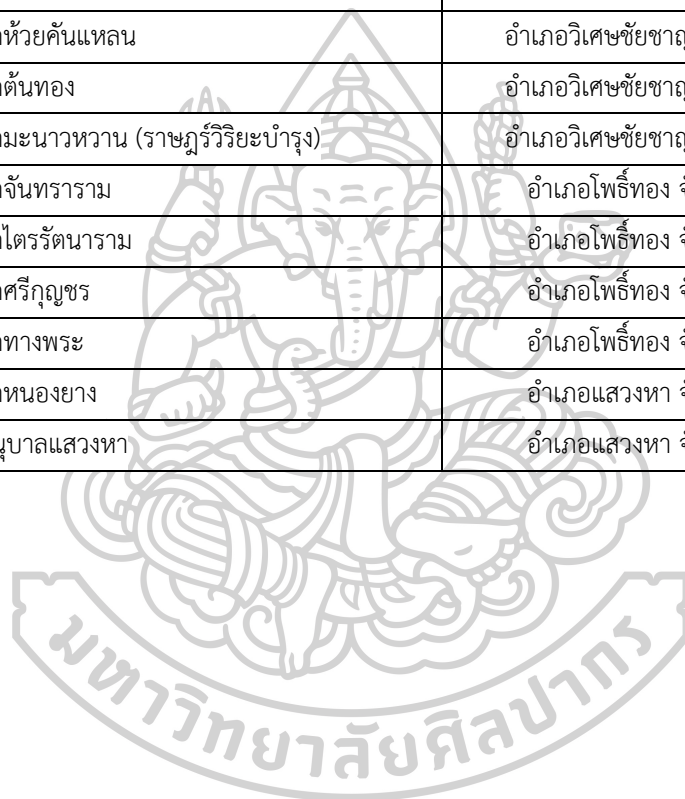 ห้วยคันแหลน อำเภอวิเศษชัยชาญ
ต้นทอง อำเภอวิเศษชัยชาญ
มะนาวหวาน (ราษฎร์วิริยะบำรุง) อำเภอวิเศษชัยชาญ
จันทราราม อำเภอโพธิ์ทอง จั
ไตรรัตนาราม อำเภอโพธิ์ทอง จั
ศรีกุญชร อำเภอโพธิ์ทอง จั
ทางพระ อำเภอโพธิ์ทอง จั
หนองยาง อำเภอแสวงหา จั
นุบาลแสวงหา อำเภอแสวงหา จั
มหาวิทยาลัยศิลปากร